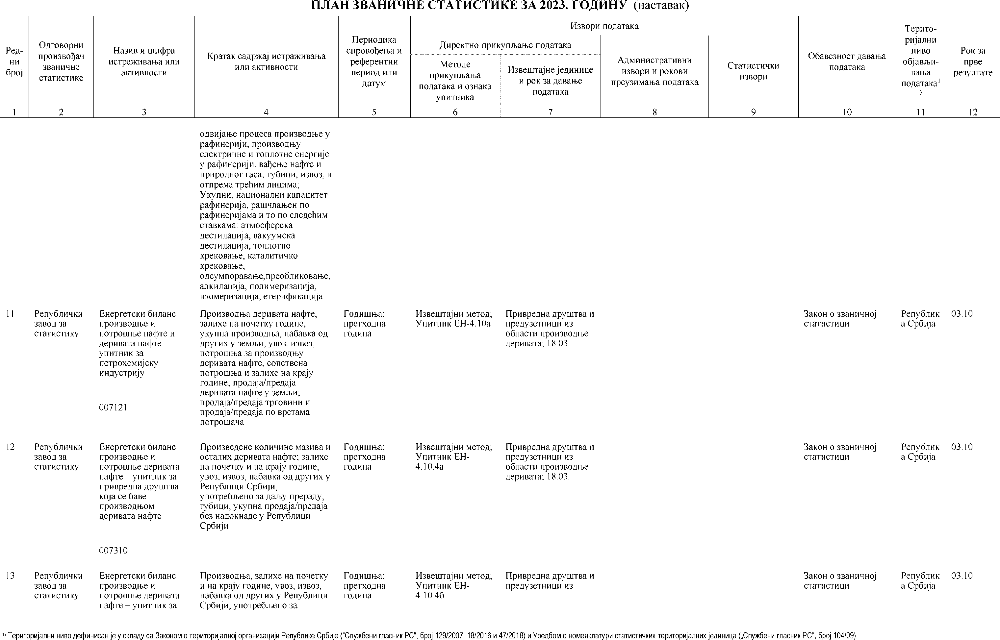 ПЛАН ЗВАНИЧНЕ СТАТИСТИКЕ ЗА 2023. ГОДИНУ (наставак)
Ред-
ни
број
Одговорни
произвођач
званичне
статистике
Назив и шифра
истраживања или
активности
Кратак садржај истраживања
или активности
Периодика
спровођења и
референтни
период или
датум
Извори података
Директно прикупљање података
Методе
прикупљања
података и ознака
упитника
Извештајне јединице
и рок за давање
података
Административни
извори и рокови
преузимања података
Статистички
извори
Обавезност давања
података
Терито-
ријални
ниво
објављи-
вања
података¹
)
Рок за
прве
резултате
1 2 3 4 5 6 7 8 9 10 11 12
одвијање процеса производње у
рафинерији, производњу
електричне и топлотне енергије
у рафинерији, вађење нафте и
природног гаса; губици, извоз, и
отпрема трећим лицима;
Укупни, национални капацитет
рафинерија, рашчлањен по
рафинеријама и то по следећим
ставкама: атмосферска
дестилација, вакуумска
дестилација, топлотно
крековање, каталитичко
крековање,
одсумпоравање,преобликовање,
алкилација, полимеризација,
изомеризација, етерификација
11
Републички
завод за
статистику
Енергетски биланс
производње и
потрошње нафте и
деривата нафте –
упитник за
петрохемијску
индустрију
007121
Производња деривата нафте,
залихе на почетку године,
укупна производња, набавка од
других у земљи, увоз, извоз,
потрошња за производњу
деривата нафте, сопствена
потрошња и залихе на крају
године; продаја/предаја
деривата нафте у земљи;
продаја/предаја трговини и
продаја/предаја по врстама
потрошача
Годишња;
претходна
година
Извештајни метод;
Упитник ЕН-4.10а
Привредна друштва и
предузетници из
области производње
деривата; 18.03.
Закон о званичној
статистици
Републик
а Србија
03.10.
12
Републички
завод за
статистику
Енергетски биланс
производње и
потрошње деривата
нафте – упитник за
привредна друштва
која се баве
производњом
деривата нафте
007310
Произведене количине мазива и
осталих деривата нафте; залихе
на почетку и на крају године,
увоз, извоз, набавка од других у
Републици Србији,
употребљено за даљу прераду,
губици, укупна продаја/предаја
без надокнаде у Републици
Србији
Годишња;
претходна
година
Извештајни метод;
Упитник ЕН-
4.10.4а
Привредна друштва и
предузетници из
области производње
деривата; 18.03.
Закон о званичној
статистици
Републик
а Србија
03.10.
13
Републички
завод за
статистику
Енергетски биланс
производње и
потрошње деривата
нафте – упитник за
Производња, залихе на почетку
и на крају године, увоз, извоз,
набавка од других у Републици
Србији, употребљено за
Годишња;
претходна
година
Извештајни метод;
Упитник ЕН-
4.10.4б
Привредна друштва и
предузетници из
Закон о званичној
статистици
Републик
а Србија
03.10.
¹⁾ Територијални ниво дефинисан је у складу са Законом о територијалној организацији Републике Србије ("Службени гласник РС", број 129/2007, 18/2016 и 47/2018) и Уредбом о номенклатури статистичких територијалних јединица („Службени гласник РС", број 104/09).